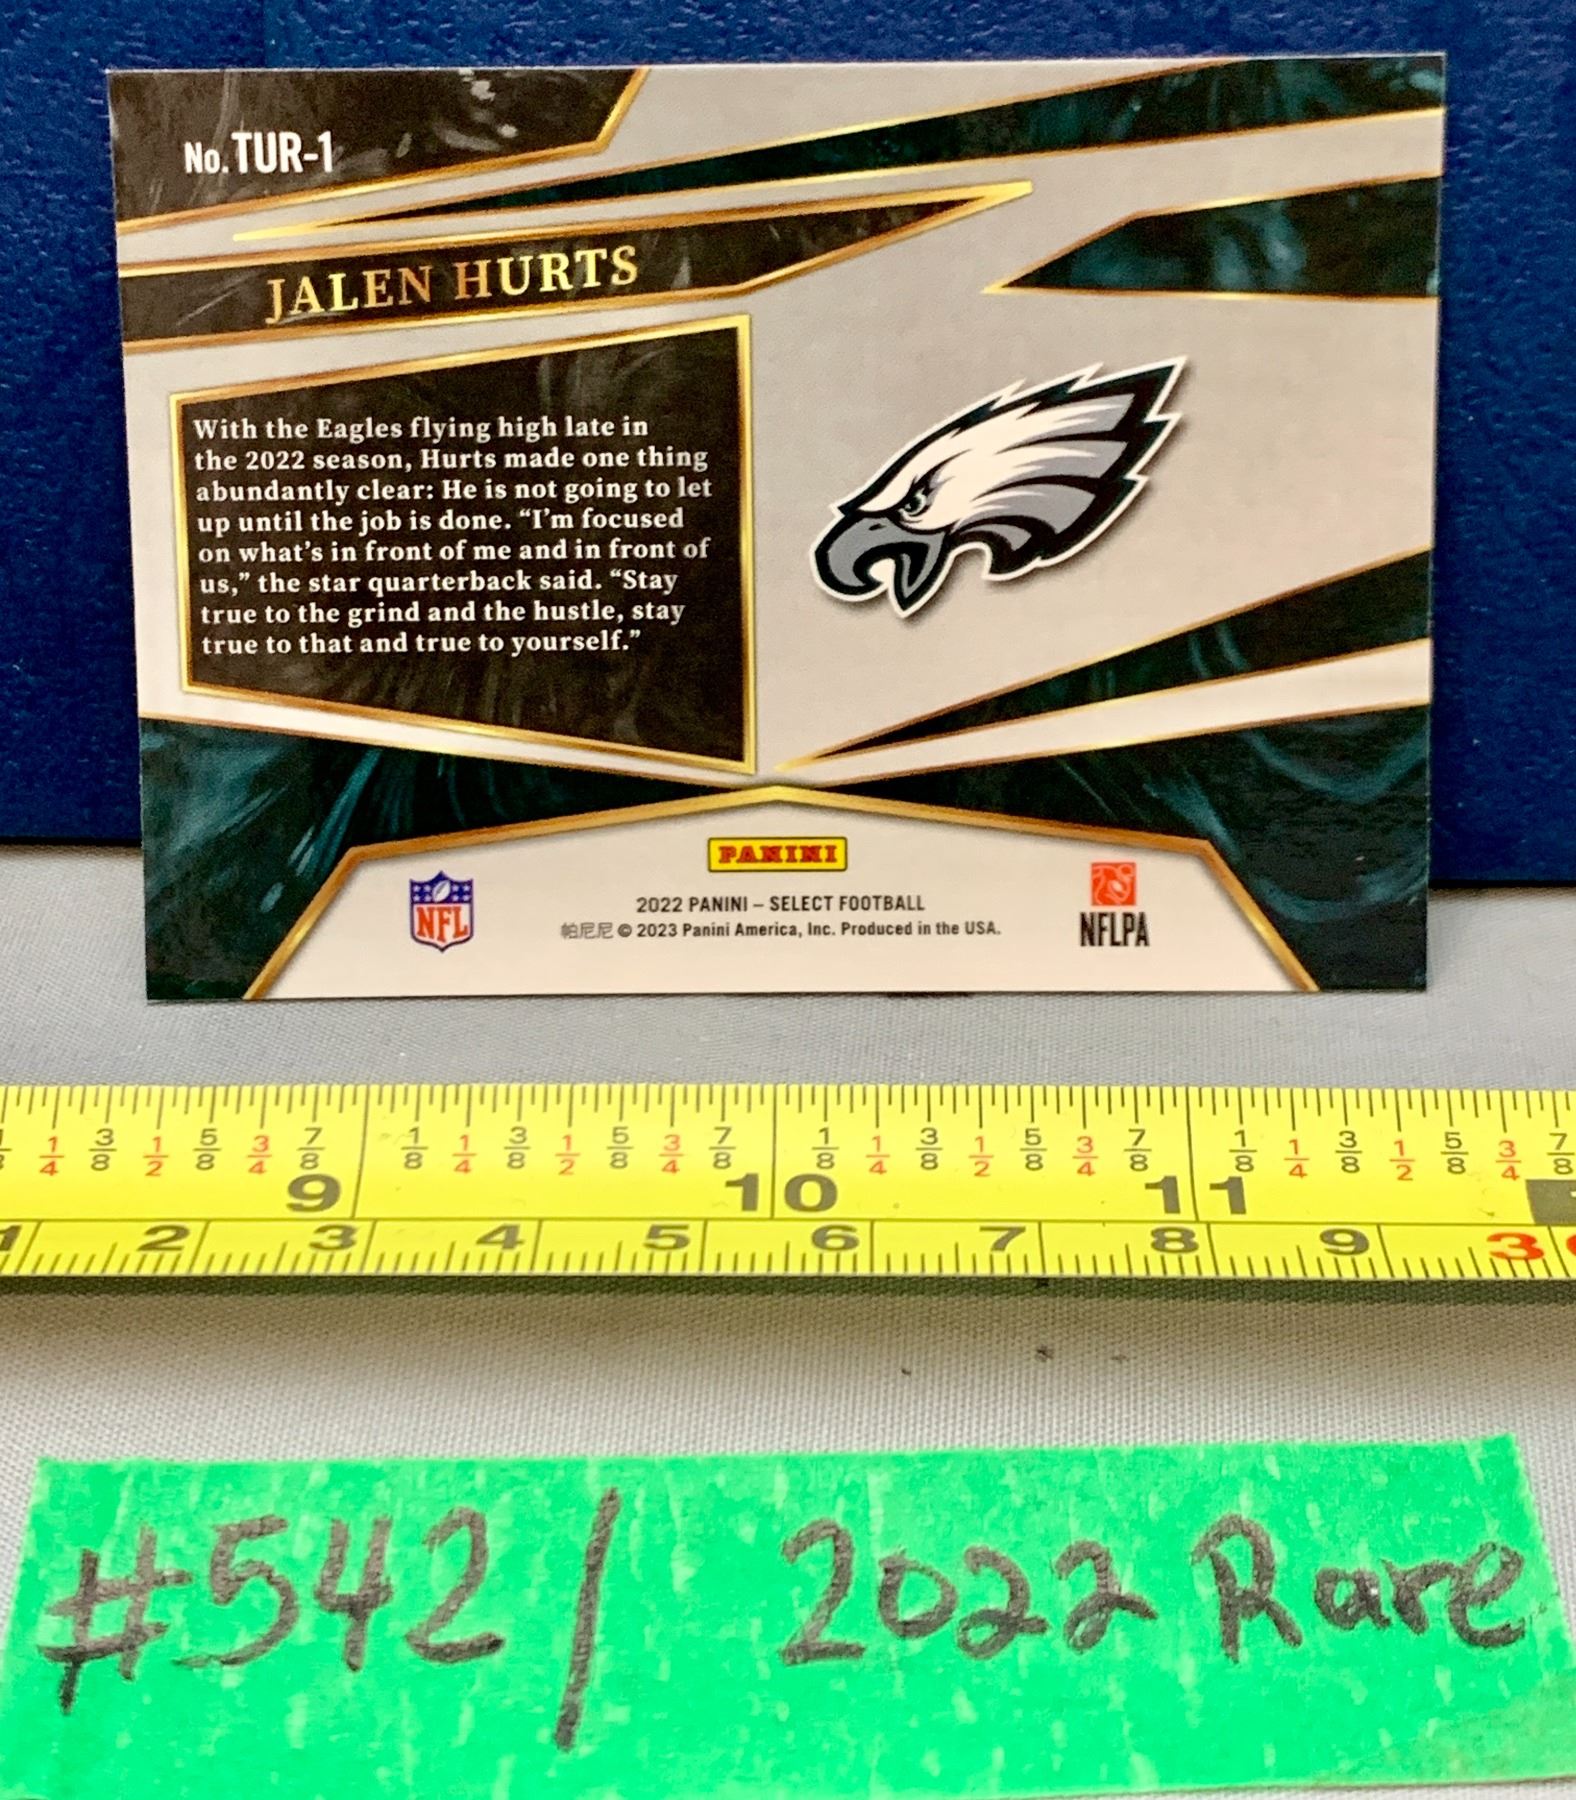 No. TUR-1
JALEN HURTS
With the Eagles flying high late in
the 2022 season, Hurts made one thing
abundantly clear: He is not going to let
up until the job is done. “I’m focused
on what’s in front of me and in front of
us,” the star quarterback said. “Stay
true to the grind and the hustle, stay
true to that and true to yourself.”
PANINI
NFL
2022 PANINI – SELECT FOOTBALL
帕尼尼 © 2023 Panini America, Inc. Produced in the USA.
NFLPA
1/4 3/8 1/2 5/8 3/4 7/8 1/8 1/4 3/8 1/2 5/8 3/4 7/8 1/8 1/4 3/8 1/2 5/8 3/4 7/8 1/8 1/4 3/8 1/2 5/8 3/4 7/8
9 10 11
1 2 3 4 5 6 7 8 9 3
#542/ 2022 Rare